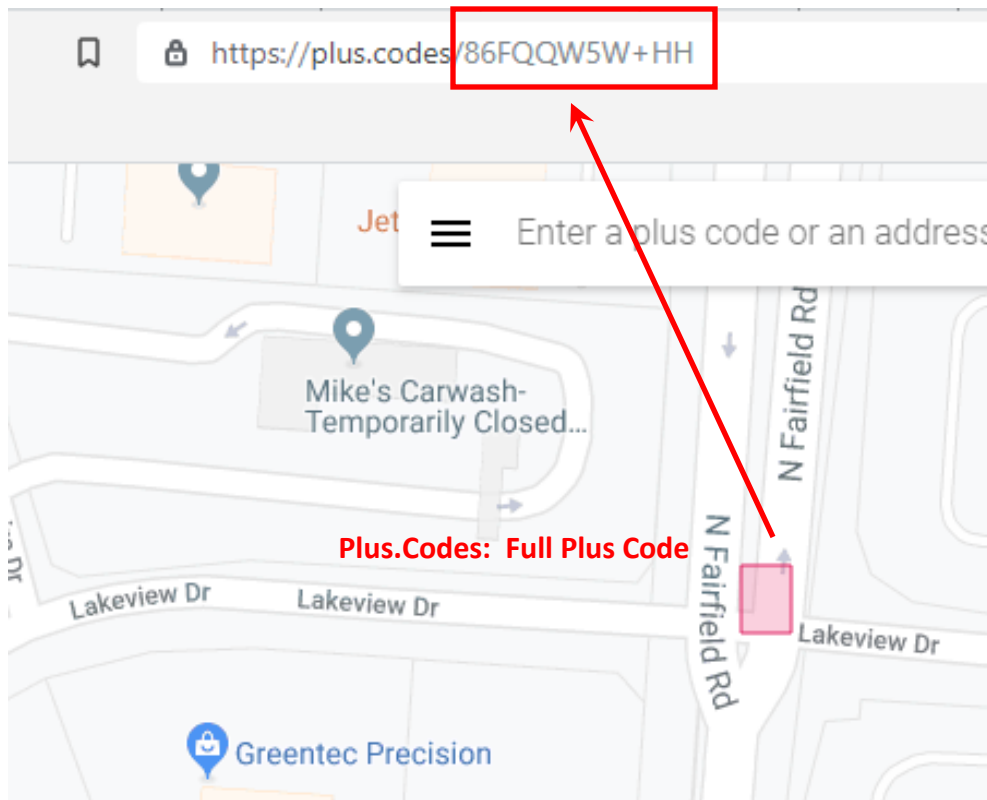 https://plus.codes/86FQQW5W+HH
Jet
Enter a plus code or an address
N Fairfield Rd
Mike's Carwash-
Temporarily Closed...
Plus.Codes: Full Plus Code
N Fairfield Rd
Dr
Lakeview Dr
Lakeview Dr
Lakeview Dr
Greentec Precision